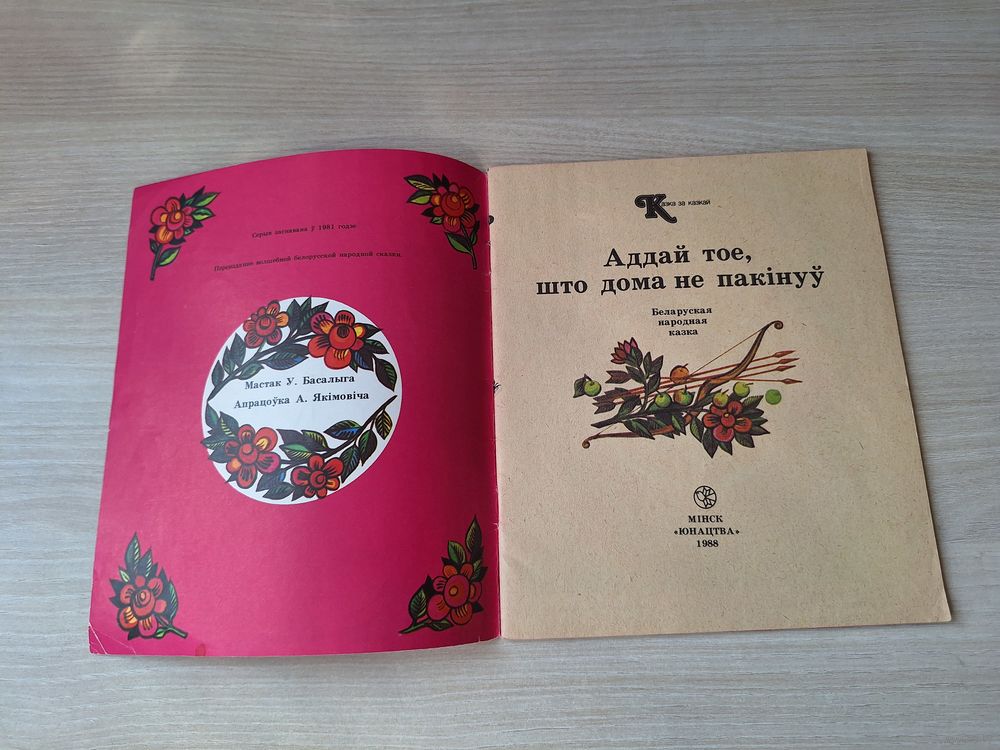 Серыя заснавана ў 1981 годзе
Переиздание волшебной белорусской народной сказки.
Мастак У. Басалыга
Апрацоўка А. Якімовіча
Казка за казкай
Аддай тое,
што дома не пакінуў
Беларуская
народная
казка
МІНСК
«ЮНАЦТВА»
1988